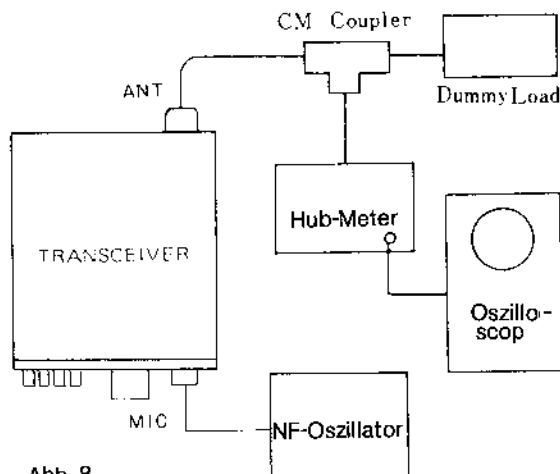 CM Coupler
ANT
Dummy Load
Hub-Meter
TRANSCEIVER
Oszillo-
scop
MIC
NF-Oszillator
Abb. 8